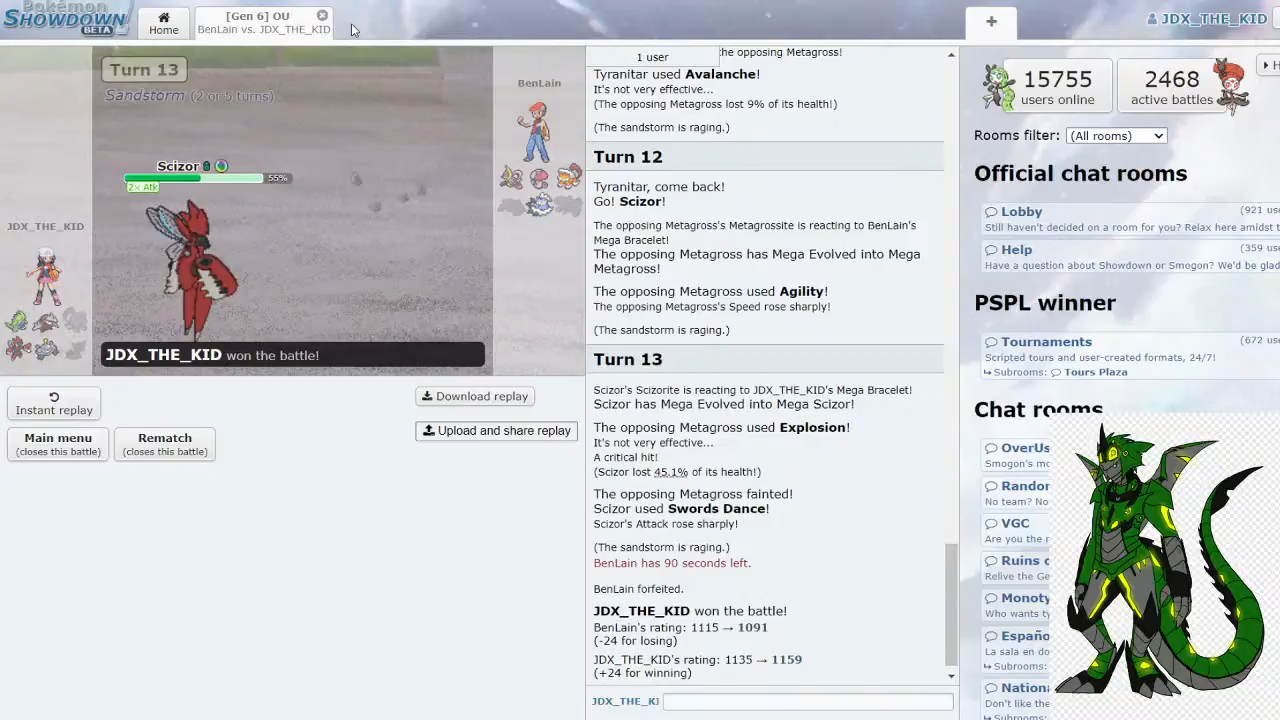 Pokémon
Showdown
BETA
Home
[Gen 6] OU
BenLain vs. JDX_THE_KID
JDX_THE_KID
Turn 13
Sandstorm (2 or 5 turns)
Scizor
55%
2× Atk
JDX_THE_KID
BenLain
JDX_THE_KID won the battle!
Instant replay
Download replay
Upload and share replay
Main menu
(closes this battle)
Rematch
(closes this battle)
1 user
the opposing Metagross!
Tyranitar used Avalanche!
It's not very effective...
(The opposing Metagross lost 9% of its health!)
(The sandstorm is raging.)
Turn 12
Tyranitar, come back!
Go! Scizor!
The opposing Metagross's Metagrossite is reacting to BenLain's
Mega Bracelet!
The opposing Metagross has Mega Evolved into Mega
Metagross!
The opposing Metagross used Agility!
The opposing Metagross's Speed rose sharply!
(The sandstorm is raging.)
Turn 13
Scizor's Scizorite is reacting to JDX_THE_KID's Mega Bracelet!
Scizor has Mega Evolved into Mega Scizor!
The opposing Metagross used Explosion!
It's not very effective...
A critical hit!
(Scizor lost 45.1% of its health!)
The opposing Metagross fainted!
Scizor used Swords Dance!
Scizor's Attack rose sharply!
(The sandstorm is raging.)
BenLain has 90 seconds left.
BenLain forfeited.
JDX_THE_KID won the battle!
BenLain's rating: 1115 → 1091
(-24 for losing)
JDX_THE_KID's rating: 1135 → 1159
(+24 for winning)
JDX_THE_KI
15755
users online
2468
active battles
H
Rooms filter: (All rooms)
Official chat rooms
Lobby (921 use
Still haven't decided on a room for you? Relax here amidst t
Help (359 use
Have a question about Showdown or Smogon? We'd be glad
PSPL winner
Tournaments (672 use
Scripted tours and user-created formats, 24/7!
Subrooms: Tours Plaza
Chat rooms
OverUs
Smogon's mo
Randor
No team? No
VGC
Are you the r
Ruins o
Relive the Ge
Monoty
Who wants ty
Españo
La sala en do
Subrooms:
Nationa
Don't like the
Subrooms: